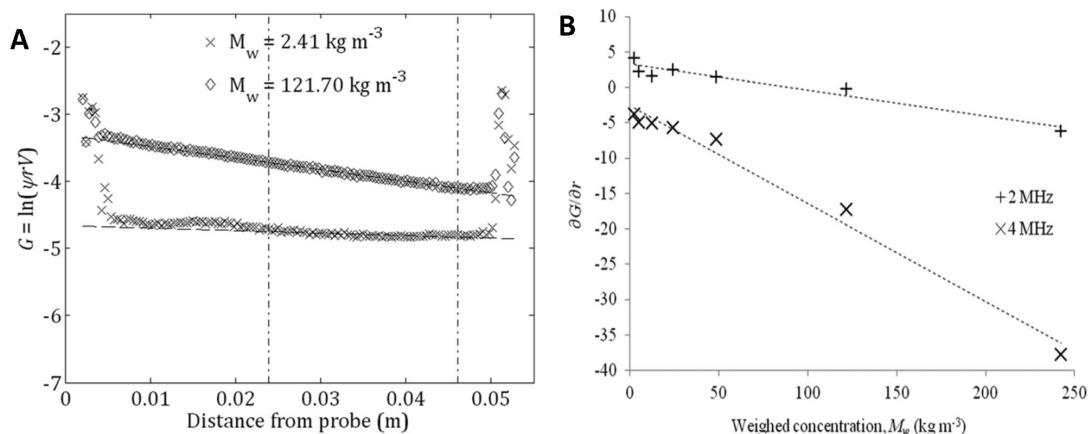 A
-2
-3
-4
-5
-6
-7
G = ln(ψrV)
× M_w = 2.41 kg m⁻³
◇ M_w = 121.70 kg m⁻³
0 0.01 0.02 0.03 0.04 0.05
Distance from probe (m)
B
10
5
0
-5
-10
-15
-20
-25
-30
-35
-40
∂G/∂r
+ 2 MHz
× 4 MHz
0 50 100 150 200 250
Weighed concentration, M_w (kg m⁻³)